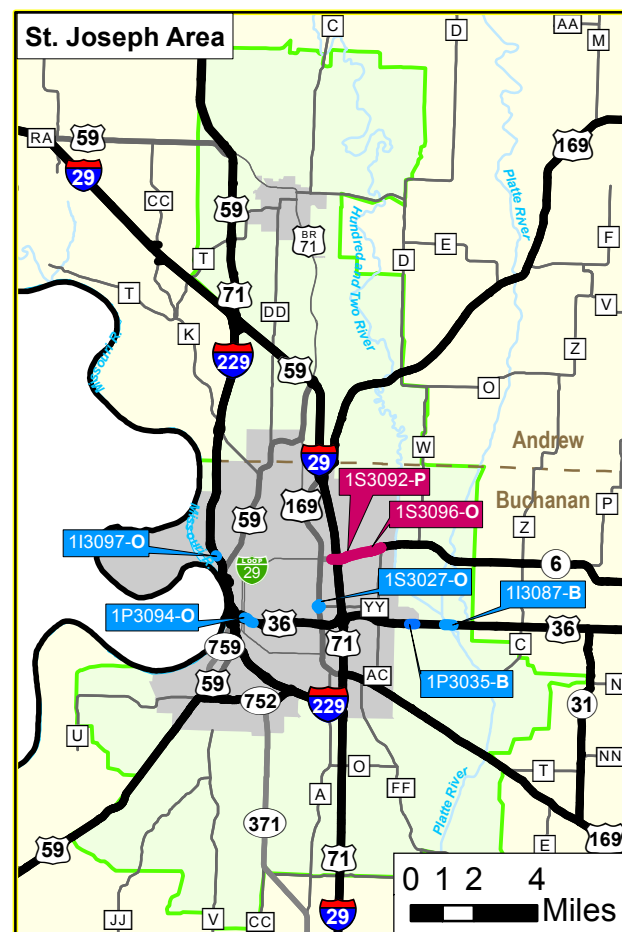 St. Joseph Area
C
D
AA
M
RA
59
29
169
CC
59
BR
71
Hundred and Two River
Platte River
F
T
D
E
T
71
DD
V
K
Missouri R.
229
59
Z
O
W
Andrew
29
1S3092-P
Buchanan
P
169
1S3096-O
59
Z
1I3097-O
LOOP
29
6
1S3027-O
1I3087-B
YY
1P3094-O
36
36
759
71
C
59
AC
1P3035-B
752
229
N
31
U
O
NN
A
FF
T
371
Platte River
E
169
59
71
0 1 2 4
Miles
JJ
V
CC
29